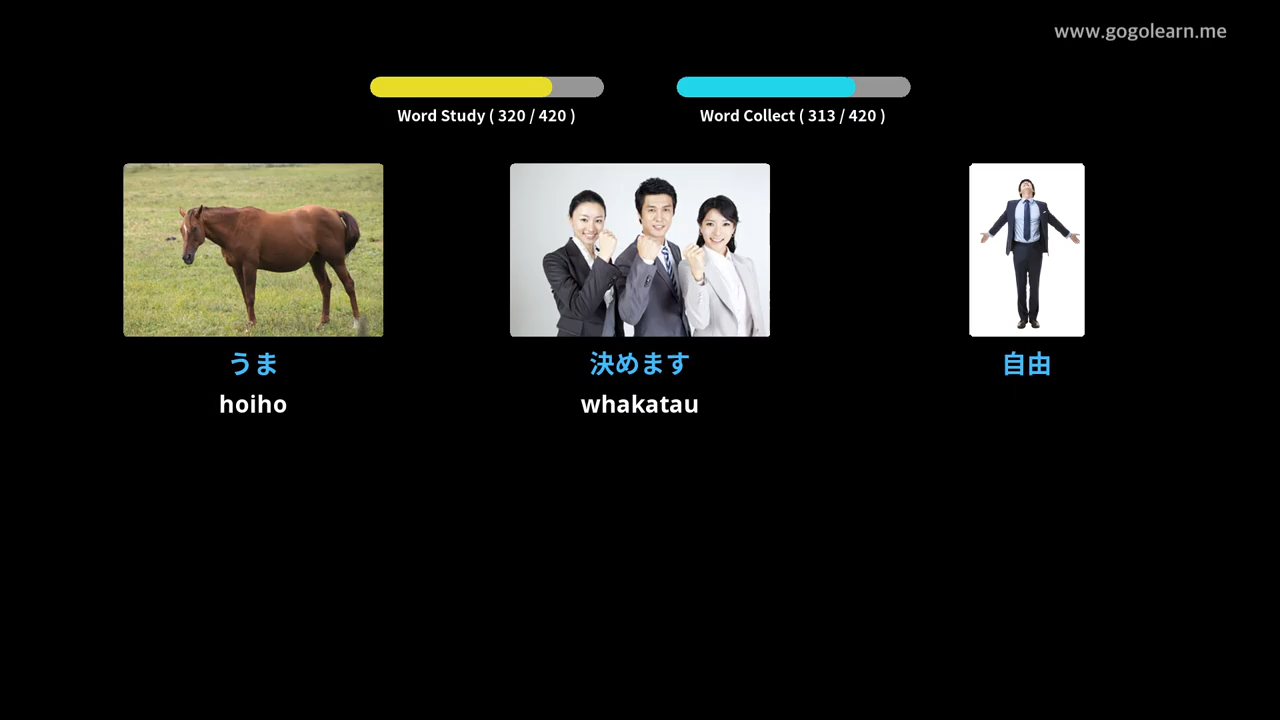 www.gogolearn.me
Word Study ( 320 / 420 )
Word Collect ( 313 / 420 )
うま
決めます
自由
hoiho
whakatau